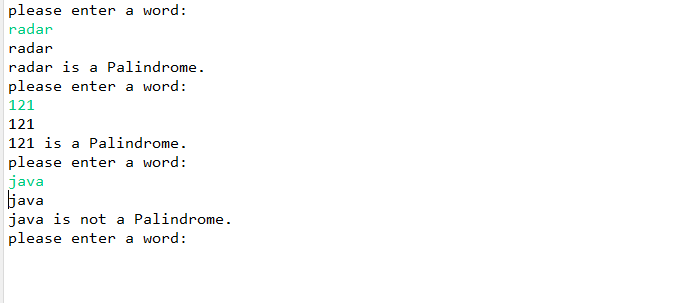 please enter a word:
radar
radar
radar is a Palindrome.
please enter a word:
121
121
121 is a Palindrome.
please enter a word:
java
java
java is not a Palindrome.
please enter a word: